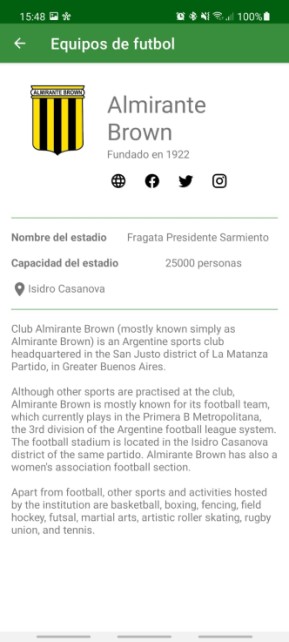 15:48 100%
Equipos de futbol
ALMIRANTE BROWN
Almirante
Brown
Fundado en 1922
Nombre del estadio Fragata Presidente Sarmiento
Capacidad del estadio 25000 personas
Isidro Casanova
Club Almirante Brown (mostly known simply as
Almirante Brown) is an Argentine sports club
headquartered in the San Justo district of La Matanza
Partido, in Greater Buenos Aires.
Although other sports are practised at the club,
Almirante Brown is mostly known for its football team,
which currently plays in the Primera B Metropolitana,
the 3rd division of the Argentine football league system.
The football stadium is located in the Isidro Casanova
district of the same partido. Almirante Brown has also a
women's association football section.
Apart from football, other sports and activities hosted
by the institution are basketball, boxing, fencing, field
hockey, futsal, martial arts, artistic roller skating, rugby
union, and tennis.